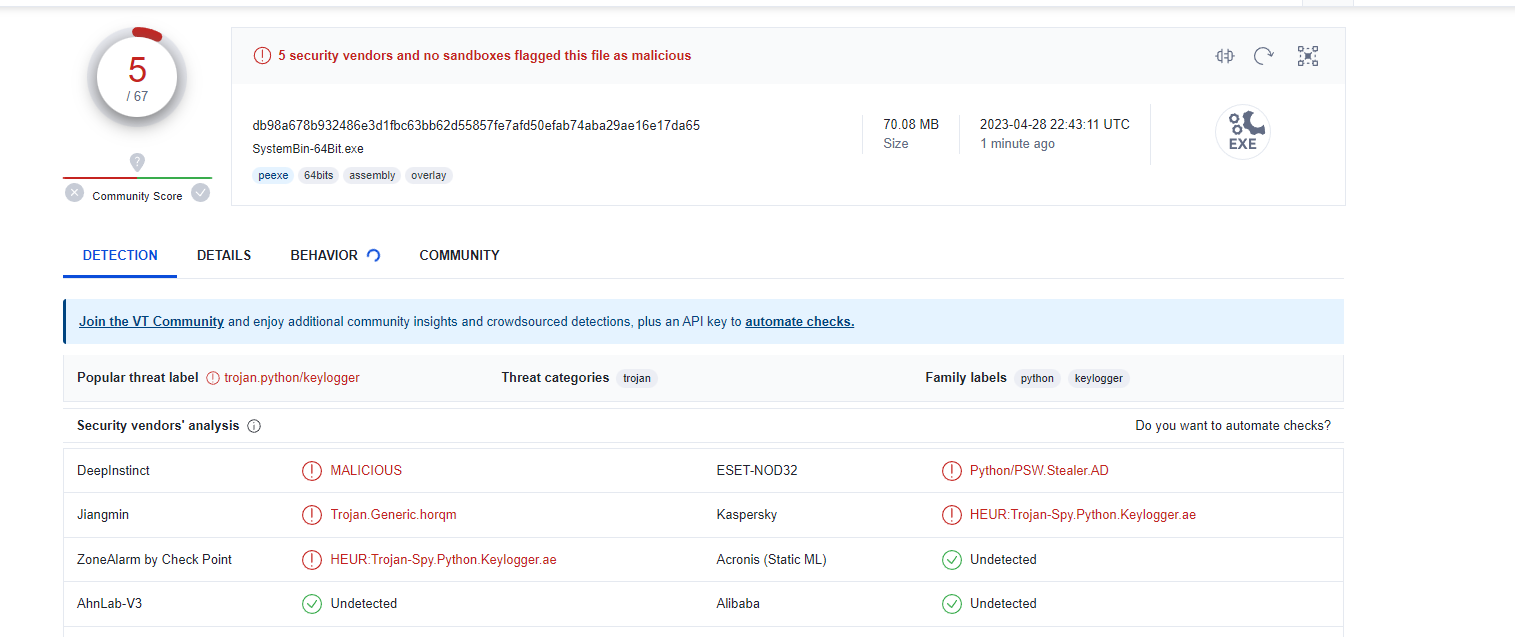 5
/ 67
Community Score
5 security vendors and no sandboxes flagged this file as malicious
db98a678b932486e3d1fbc63bb62d55857fe7afd50efab74aba29ae16e17da65
SystemBin-64Bit.exe
peexe 64bits assembly overlay
70.08 MB
Size
2023-04-28 22:43:11 UTC
1 minute ago
EXE
DETECTION DETAILS BEHAVIOR COMMUNITY
Join the VT Community and enjoy additional community insights and crowdsourced detections, plus an API key to automate checks.
Popular threat label trojan.python/keylogger Threat categories trojan Family labels python keylogger
Security vendors' analysis Do you want to automate checks?
DeepInstinct MALICIOUS ESET-NOD32 Python/PSW.Stealer.AD
Jiangmin Trojan.Generic.horqm Kaspersky HEUR:Trojan-Spy.Python.Keylogger.ae
ZoneAlarm by Check Point HEUR:Trojan-Spy.Python.Keylogger.ae Acronis (Static ML) Undetected
AhnLab-V3 Undetected Alibaba Undetected